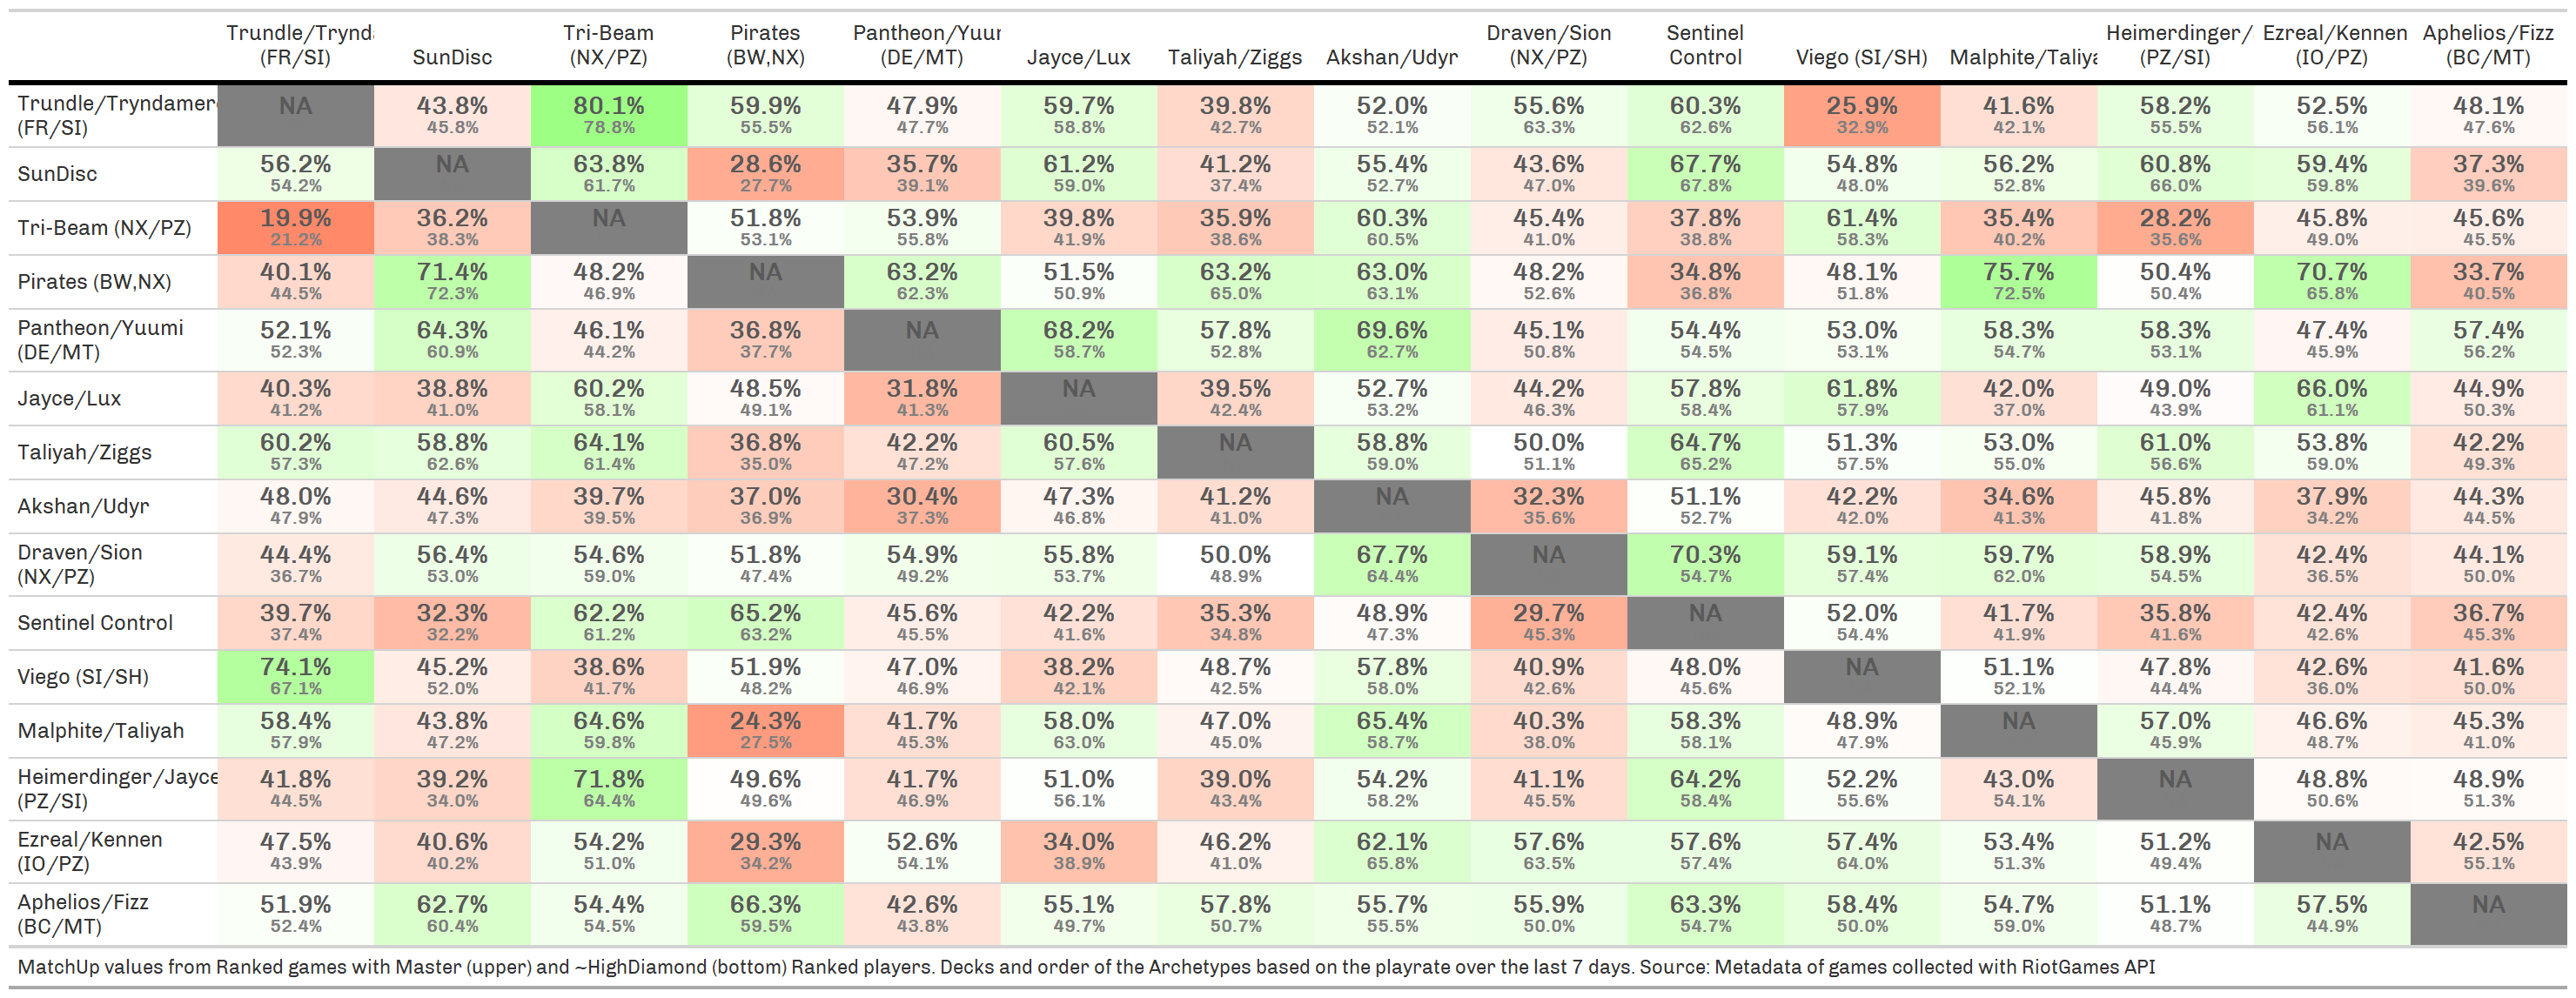 Trundle/Trynd SunDisc Tri-Beam Pirates Pantheon/Yuur Jayce/Lux Taliyah/Ziggs Akshan/Udyr Draven/Sion Sentinel Viego (SI/SH) Malphite/Taliya Heimerdinger/ Ezreal/Kennen Aphelios/Fizz
(FR/SI) (NX/PZ) (BW,NX) (DE/MT) (NX/PZ) Control (PZ/SI) (IO/PZ) (BC/MT)
Trundle/Tryndamer NA 43.8% 80.1% 59.9% 47.9% 59.7% 39.8% 52.0% 55.6% 60.3% 25.9% 41.6% 58.2% 52.5% 48.1%
(FR/SI) 45.8% 78.8% 55.5% 47.7% 58.8% 42.7% 52.1% 63.3% 62.6% 32.9% 42.1% 55.5% 56.1% 47.6%
SunDisc 56.2% NA 63.8% 28.6% 35.7% 61.2% 41.2% 55.4% 43.6% 67.7% 54.8% 56.2% 60.8% 59.4% 37.3%
54.2% 61.7% 27.7% 39.1% 59.0% 37.4% 52.7% 47.0% 67.8% 48.0% 52.8% 66.0% 59.8% 39.6%
Tri-Beam (NX/PZ) 19.9% 36.2% NA 51.8% 53.9% 39.8% 35.9% 60.3% 45.4% 37.8% 61.4% 35.4% 28.2% 45.8% 45.6%
21.2% 38.3% 53.1% 55.8% 41.9% 38.6% 60.5% 41.0% 38.8% 58.3% 40.2% 35.6% 49.0% 45.5%
Pirates (BW,NX) 40.1% 71.4% 48.2% NA 63.2% 51.5% 63.2% 63.0% 48.2% 34.8% 48.1% 75.7% 50.4% 70.7% 33.7%
44.5% 72.3% 46.9% 62.3% 50.9% 65.0% 63.1% 52.6% 36.8% 51.8% 72.5% 50.4% 65.8% 40.5%
Pantheon/Yuumi 52.1% 64.3% 46.1% 36.8% NA 68.2% 57.8% 69.6% 45.1% 54.4% 53.0% 58.3% 58.3% 47.4% 57.4%
(DE/MT) 52.3% 60.9% 44.2% 37.7% 58.7% 52.8% 62.7% 50.8% 54.5% 53.1% 54.7% 53.1% 45.9% 56.2%
Jayce/Lux 40.3% 38.8% 60.2% 48.5% 31.8% NA 39.5% 52.7% 44.2% 57.8% 61.8% 42.0% 49.0% 66.0% 44.9%
41.2% 41.0% 58.1% 49.1% 41.3% 42.4% 53.2% 46.3% 58.4% 57.9% 37.0% 43.9% 61.1% 50.3%
Taliyah/Ziggs 60.2% 58.8% 64.1% 36.8% 42.2% 60.5% NA 58.8% 50.0% 64.7% 51.3% 53.0% 61.0% 53.8% 42.2%
57.3% 62.6% 61.4% 35.0% 47.2% 57.6% 59.0% 51.1% 65.2% 57.5% 55.0% 56.6% 59.0% 49.3%
Akshan/Udyr 48.0% 44.6% 39.7% 37.0% 30.4% 47.3% 41.2% NA 32.3% 51.1% 42.2% 34.6% 45.8% 37.9% 44.3%
47.9% 47.3% 39.5% 36.9% 37.3% 46.8% 41.0% 35.6% 52.7% 42.0% 41.3% 41.8% 34.2% 44.5%
Draven/Sion 44.4% 56.4% 54.6% 51.8% 54.9% 55.8% 50.0% 67.7% NA 70.3% 59.1% 59.7% 58.9% 42.4% 44.1%
(NX/PZ) 36.7% 53.0% 59.0% 47.4% 49.2% 53.7% 48.9% 64.4% 54.7% 57.4% 62.0% 54.5% 36.5% 50.0%
Sentinel Control 39.7% 32.3% 62.2% 65.2% 45.6% 42.2% 35.3% 48.9% 29.7% NA 52.0% 41.7% 35.8% 42.4% 36.7%
37.4% 32.2% 61.2% 63.2% 45.5% 41.6% 34.8% 47.3% 45.3% 54.4% 41.9% 41.6% 42.6% 45.3%
Viego (SI/SH) 74.1% 45.2% 38.6% 51.9% 47.0% 38.2% 48.7% 57.8% 40.9% 48.0% NA 51.1% 47.8% 42.6% 41.6%
67.1% 52.0% 41.7% 48.2% 46.9% 42.1% 42.5% 58.0% 42.6% 45.6% 52.1% 44.4% 36.0% 50.0%
Malphite/Taliyah 58.4% 43.8% 64.6% 24.3% 41.7% 58.0% 47.0% 65.4% 40.3% 58.3% 48.9% NA 57.0% 46.6% 45.3%
57.9% 47.2% 59.8% 27.5% 45.3% 63.0% 45.0% 58.7% 38.0% 58.1% 47.9% 45.9% 48.7% 41.0%
Heimerdinger/Jayce 41.8% 39.2% 71.8% 49.6% 41.7% 51.0% 39.0% 54.2% 41.1% 64.2% 52.2% 43.0% NA 48.8% 48.9%
(PZ/SI) 44.5% 34.0% 64.4% 49.6% 46.9% 56.1% 43.4% 58.2% 45.5% 58.4% 55.6% 54.1% 50.6% 51.3%
Ezreal/Kennen 47.5% 40.6% 54.2% 29.3% 52.6% 34.0% 46.2% 62.1% 57.6% 57.6% 57.4% 53.4% 51.2% NA 42.5%
(IO/PZ) 43.9% 40.2% 51.0% 34.2% 54.1% 38.9% 41.0% 65.8% 63.5% 57.4% 64.0% 51.3% 49.4% 55.1%
Aphelios/Fizz 51.9% 62.7% 54.4% 66.3% 42.6% 55.1% 57.8% 55.7% 55.9% 63.3% 58.4% 54.7% 51.1% 57.5% NA
(BC/MT) 52.4% 60.4% 54.5% 59.5% 43.8% 49.7% 50.7% 55.5% 50.0% 54.7% 50.0% 59.0% 48.7% 44.9%
MatchUp values from Ranked games with Master (upper) and ~HighDiamond (bottom) Ranked players. Decks and order of the Archetypes based on the playrate over the last 7 days. Source: Metadata of games collected with RiotGames API